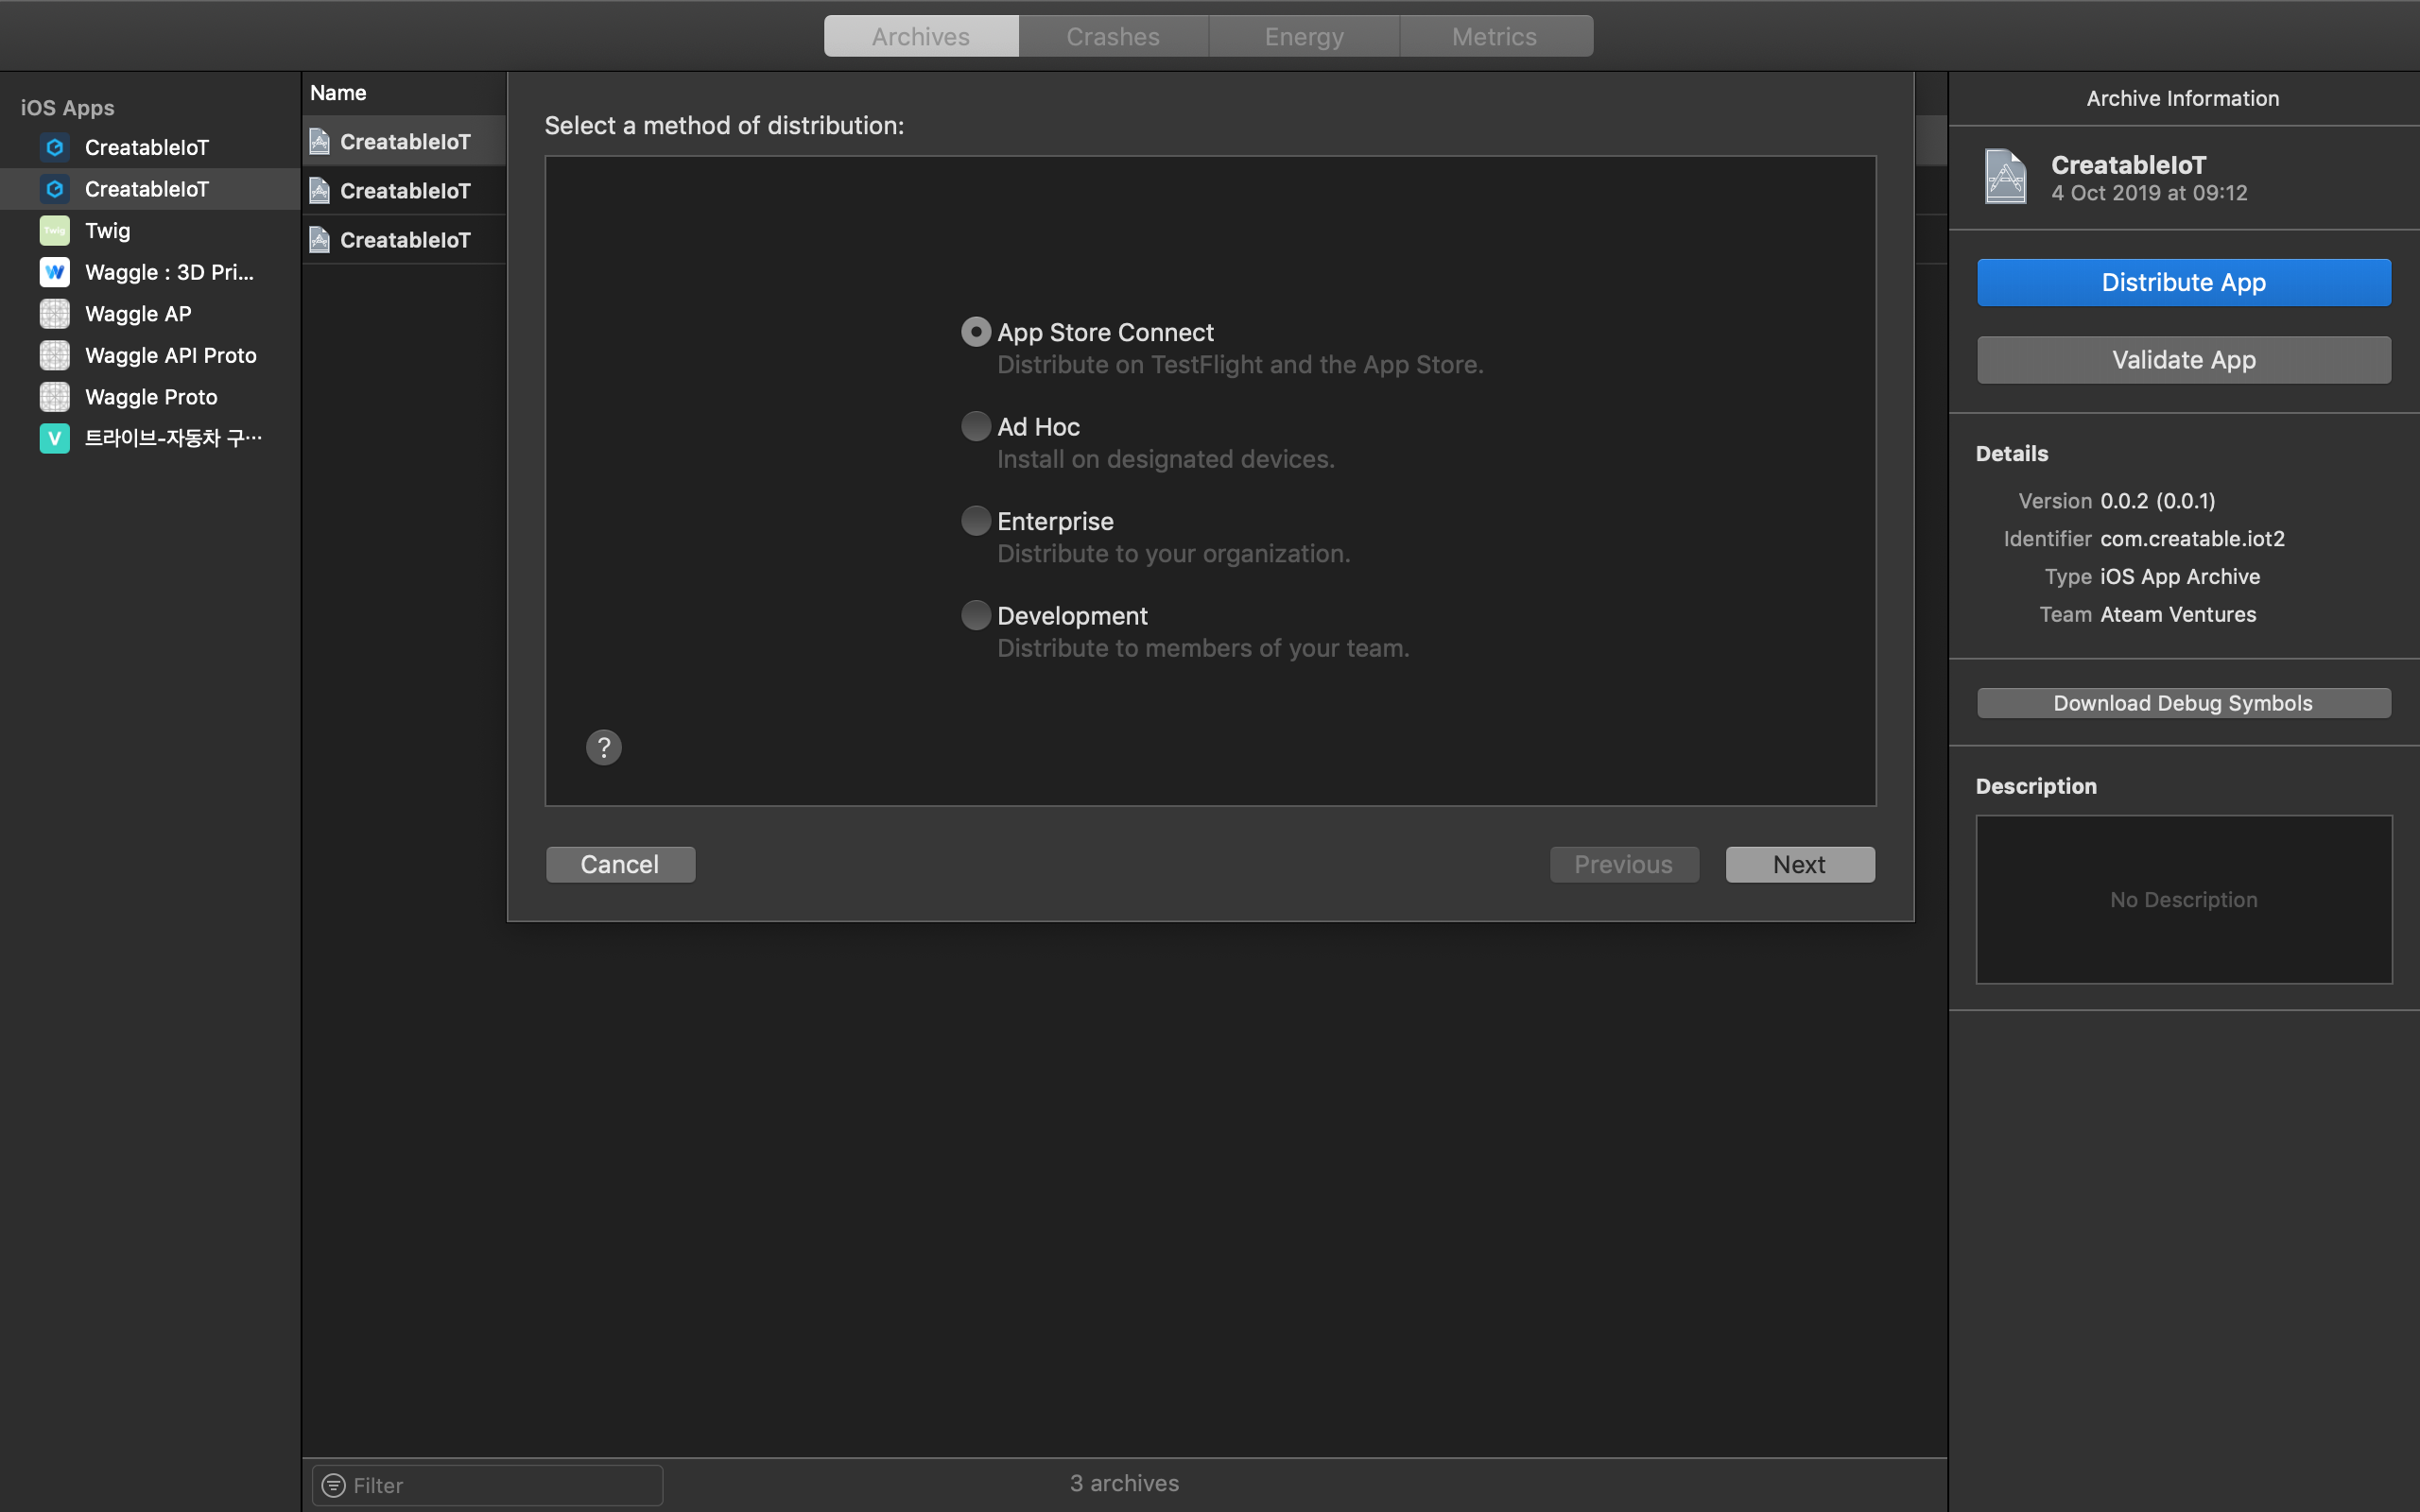 Archives
Crashes
Energy
Metrics
iOS Apps
CreatableIoT
CreatableIoT
Twig
Twig
W
Waggle : 3D Pri...
Waggle AP
Waggle API Proto
Waggle Proto
V
트라이브-자동차 구…
Name
CreatableIoT
CreatableIoT
CreatableIoT
Select a method of distribution:
App Store Connect
Distribute on TestFlight and the App Store.
Ad Hoc
Install on designated devices.
Enterprise
Distribute to your organization.
Development
Distribute to members of your team.
?
Cancel
Previous
Next
Filter
3 archives
Archive Information
CreatableIoT
4 Oct 2019 at 09:12
Distribute App
Validate App
Details
Version 0.0.2 (0.0.1)
Identifier com.creatable.iot2
Type iOS App Archive
Team Ateam Ventures
Download Debug Symbols
Description
No Description